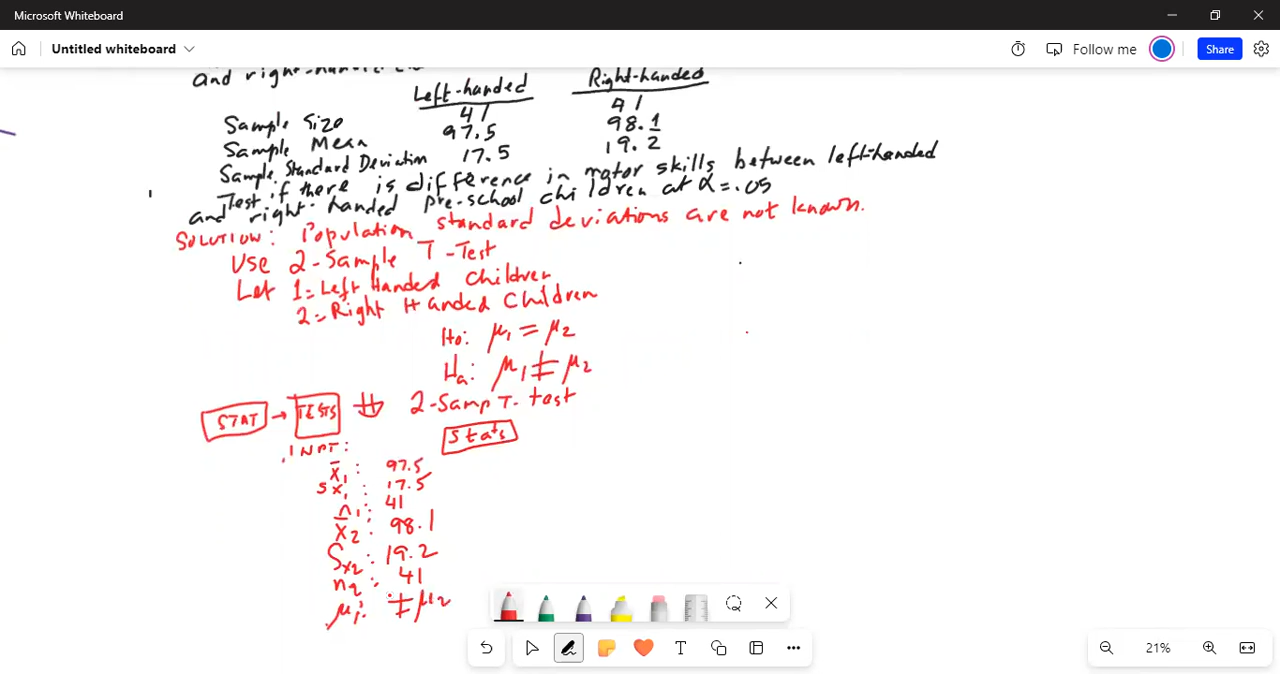 Microsoft Whiteboard
Untitled whiteboard
Follow me
Share
and right-handed
Left-handed Right-handed
Sample Size 41 41
Sample Mean 97.5 98.1
Sample Standard Deviation 17.5 19.2
Test if there is difference in motor skills between left-handed
and right-handed pre-school children at α = .05
SOLUTION: Population standard deviations are not known.
Use 2-Sample T-Test
Let 1 = Left Handed Children
2 = Right Handed Children
H₀: μ₁ = μ₂
Hₐ: μ₁ ≠ μ₂
STAT → TESTS ⇓ 2-Samp T-test
INPT: Stats
x̄₁: 97.5
sx₁: 17.5
n₁: 41
x̄₂: 98.1
Sx₂: 19.2
n₂: 41
μ₁: ≠ μ₂
21%